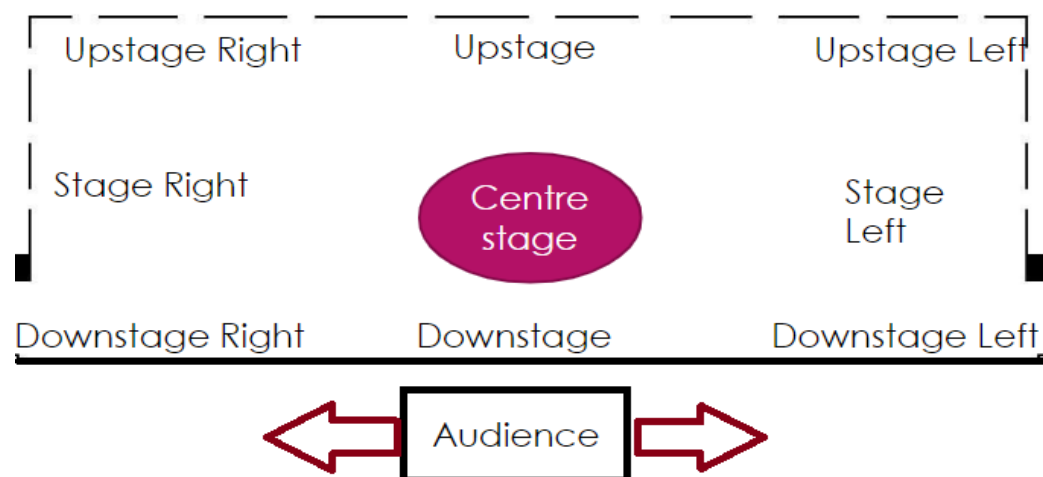 Upstage Right
Upstage
Upstage Left
Stage Right
Centre
stage
Stage
Left
Downstage Right
Downstage
Downstage Left
Audience